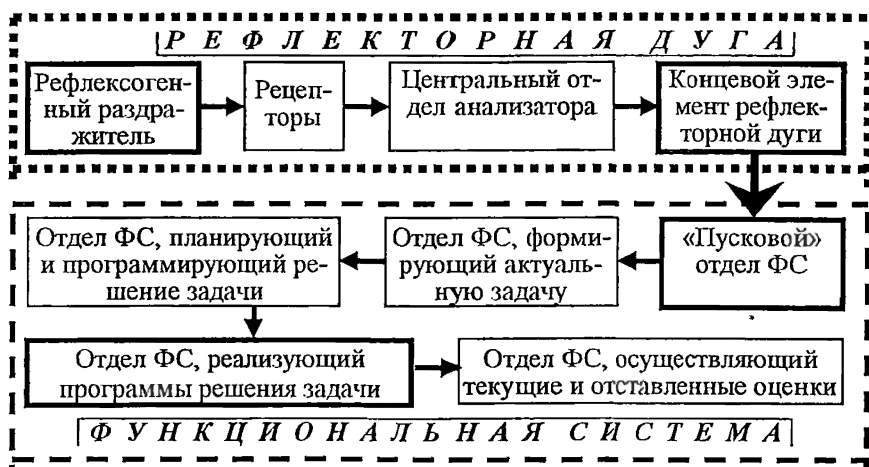 РЕФЛЕКТОРНАЯ ДУГА
Рефлексоген-
ный раздра-
житель
Рецеп-
торы
Центральный от-
дел анализатора
Концевой эле-
мент рефлек-
торной дуги
Отдел ФС, планирующий
и программирующий ре-
шение задачи
Отдел ФС, форми-
рующий актуаль-
ную задачу
«Пусковой»
отдел ФС
Отдел ФС, реализующий
программы решения задачи
Отдел ФС, осуществляющий
текущие и отставленные оценки
ФУНКЦИОНАЛЬНАЯ СИСТЕМА